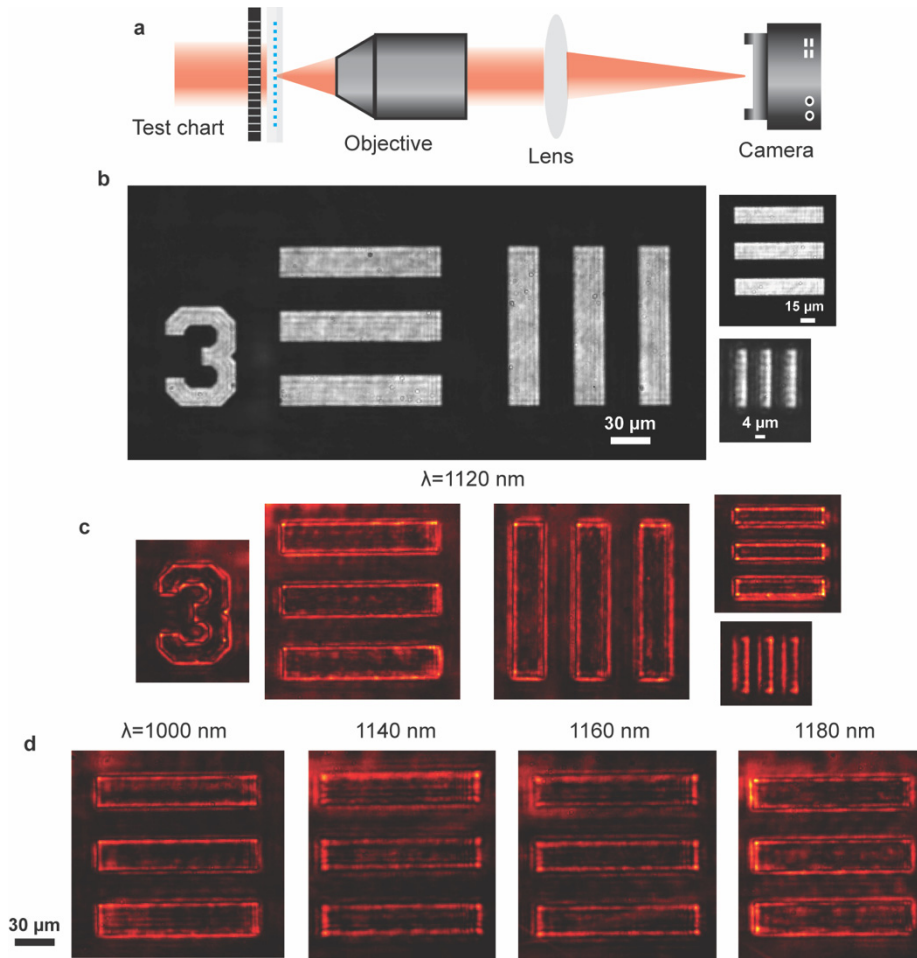 a
Test chart
Objective
Lens
Camera
b
3
30 µm
15 µm
4 µm
λ=1120 nm
c
3
d
λ=1000 nm
1140 nm
1160 nm
1180 nm
30 µm